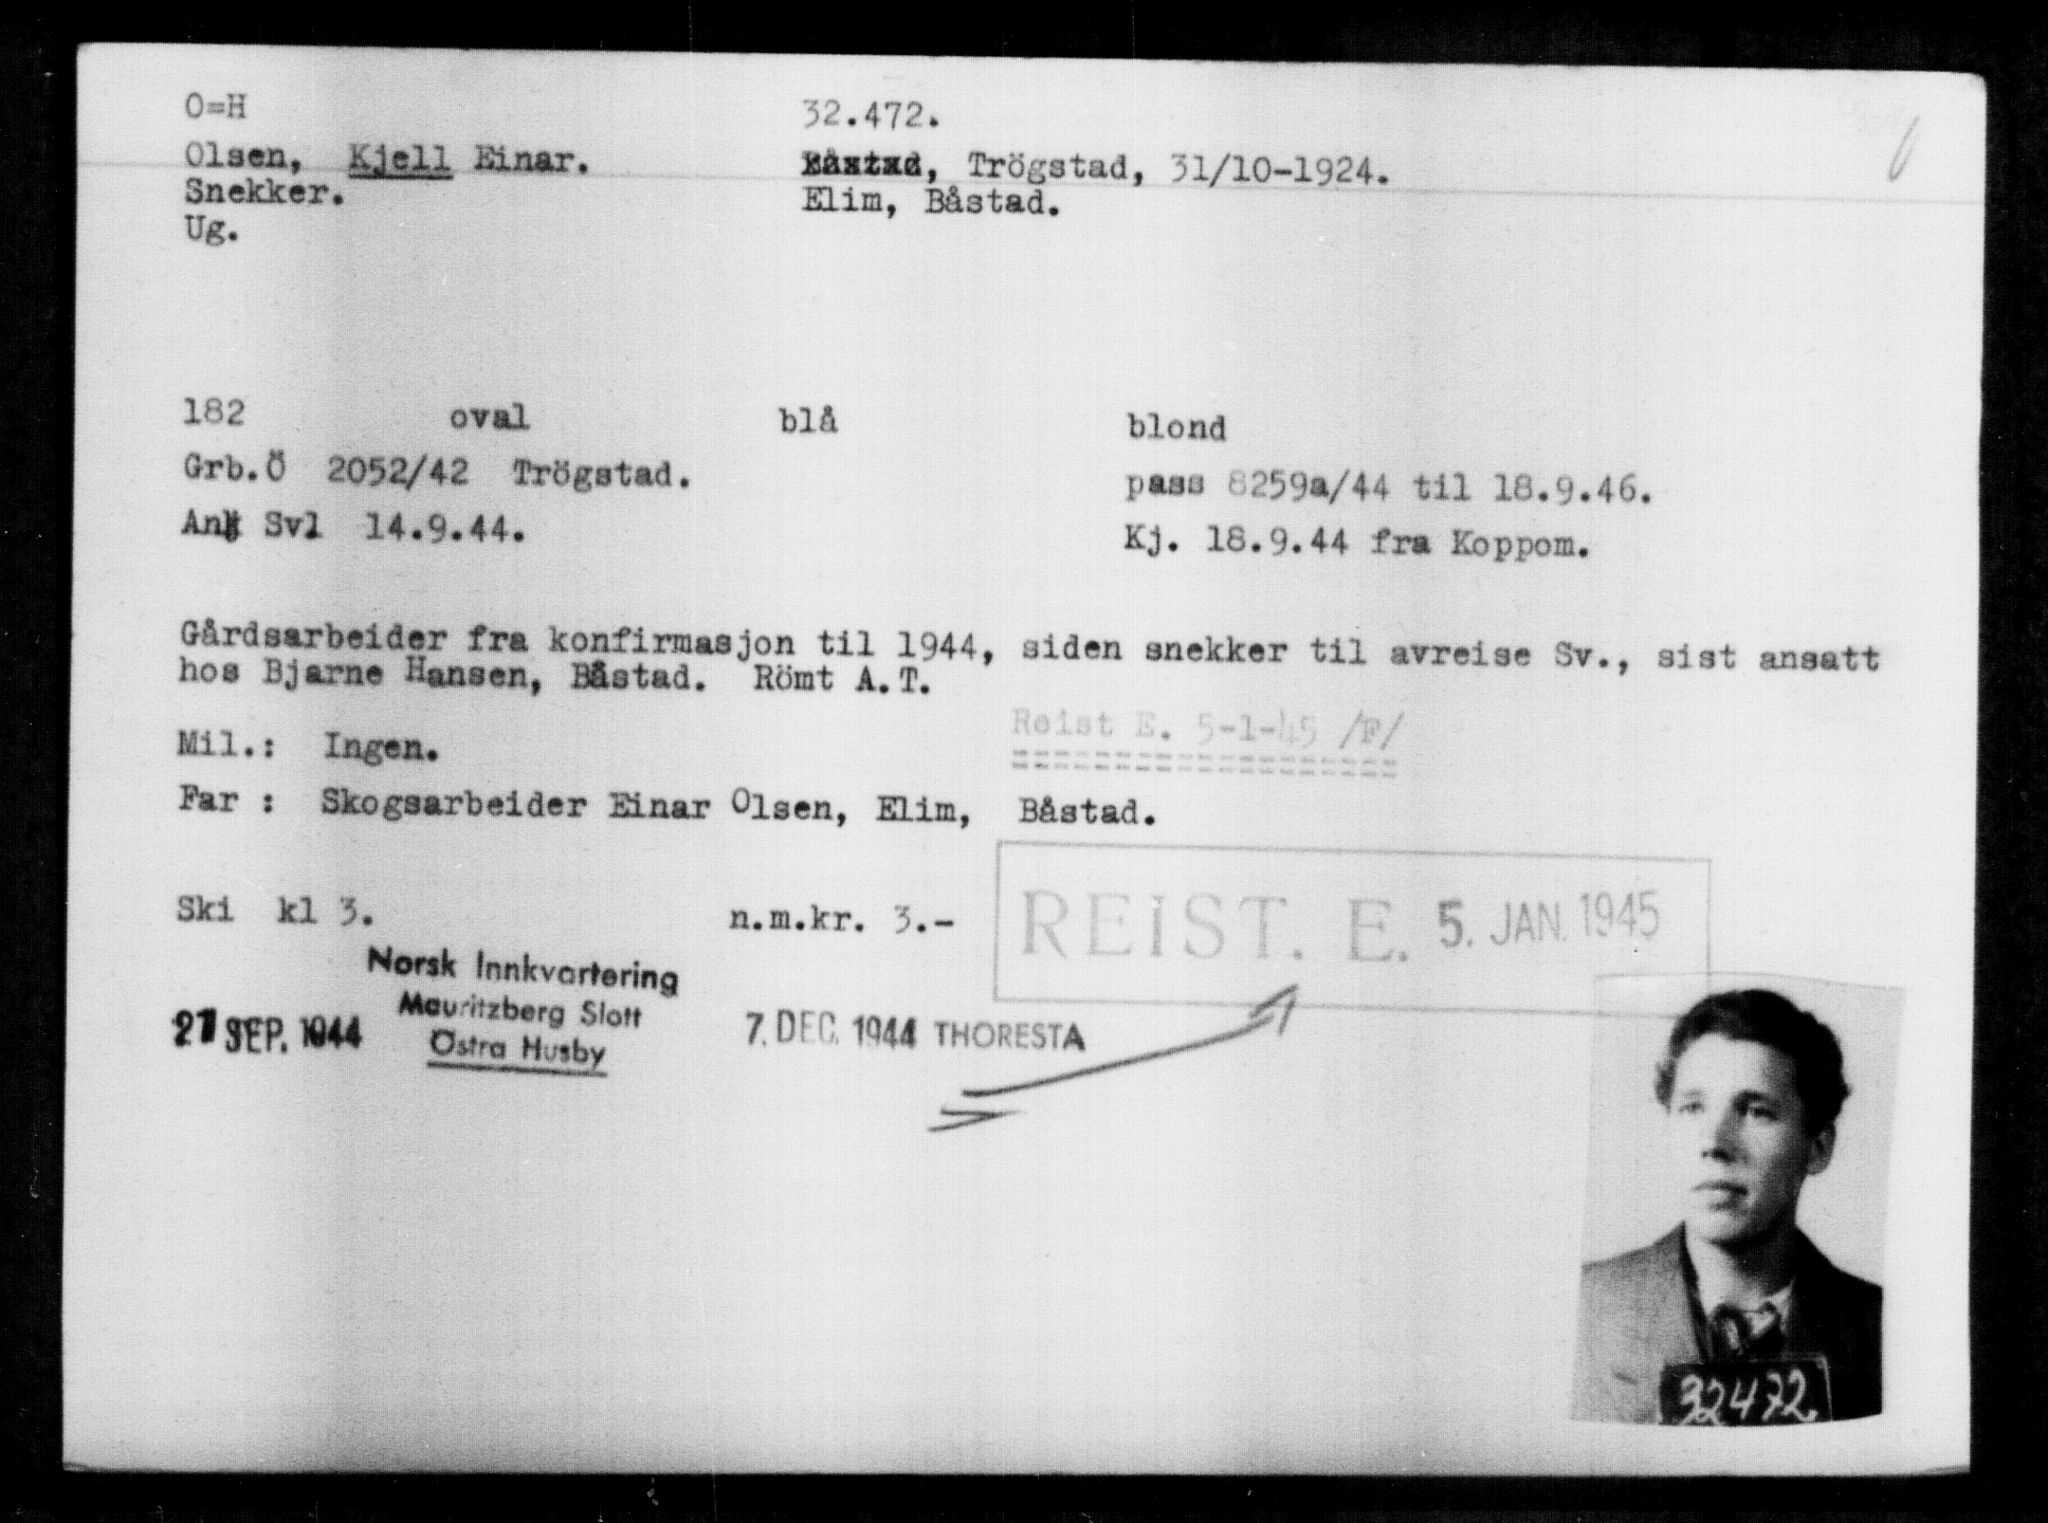 O=H 32.472.
Olsen, Kjell Einar. Båstad, Trögstad, 31/10-1924.
Snekker. Elim, Båstad.
Ug.
182 oval blå blond
Grb.Ö 2052/42 Trögstad. pass 8259a/44 til 18.9.46.
Ank Svl 14.9.44. Kj. 18.9.44 fra Koppom.
Gårdsarbeider fra konfirmasjon til 1944, siden snekker til avreise Sv., sist ansatt
hos Bjarne Hansen, Båstad. Römt A.T.
Reist E. 5-1-45 /F/
Mil.: Ingen.
Far : Skogsarbeider Einar Olsen, Elim, Båstad.
REIST. E. 5. JAN. 1945
Ski kl 3. n.m.kr. 3.-
Norsk Innkvartering
Mauritzberg Slott
Östra Husby
SEP. 1944
7. DEC. 1944 THORESTA
32472